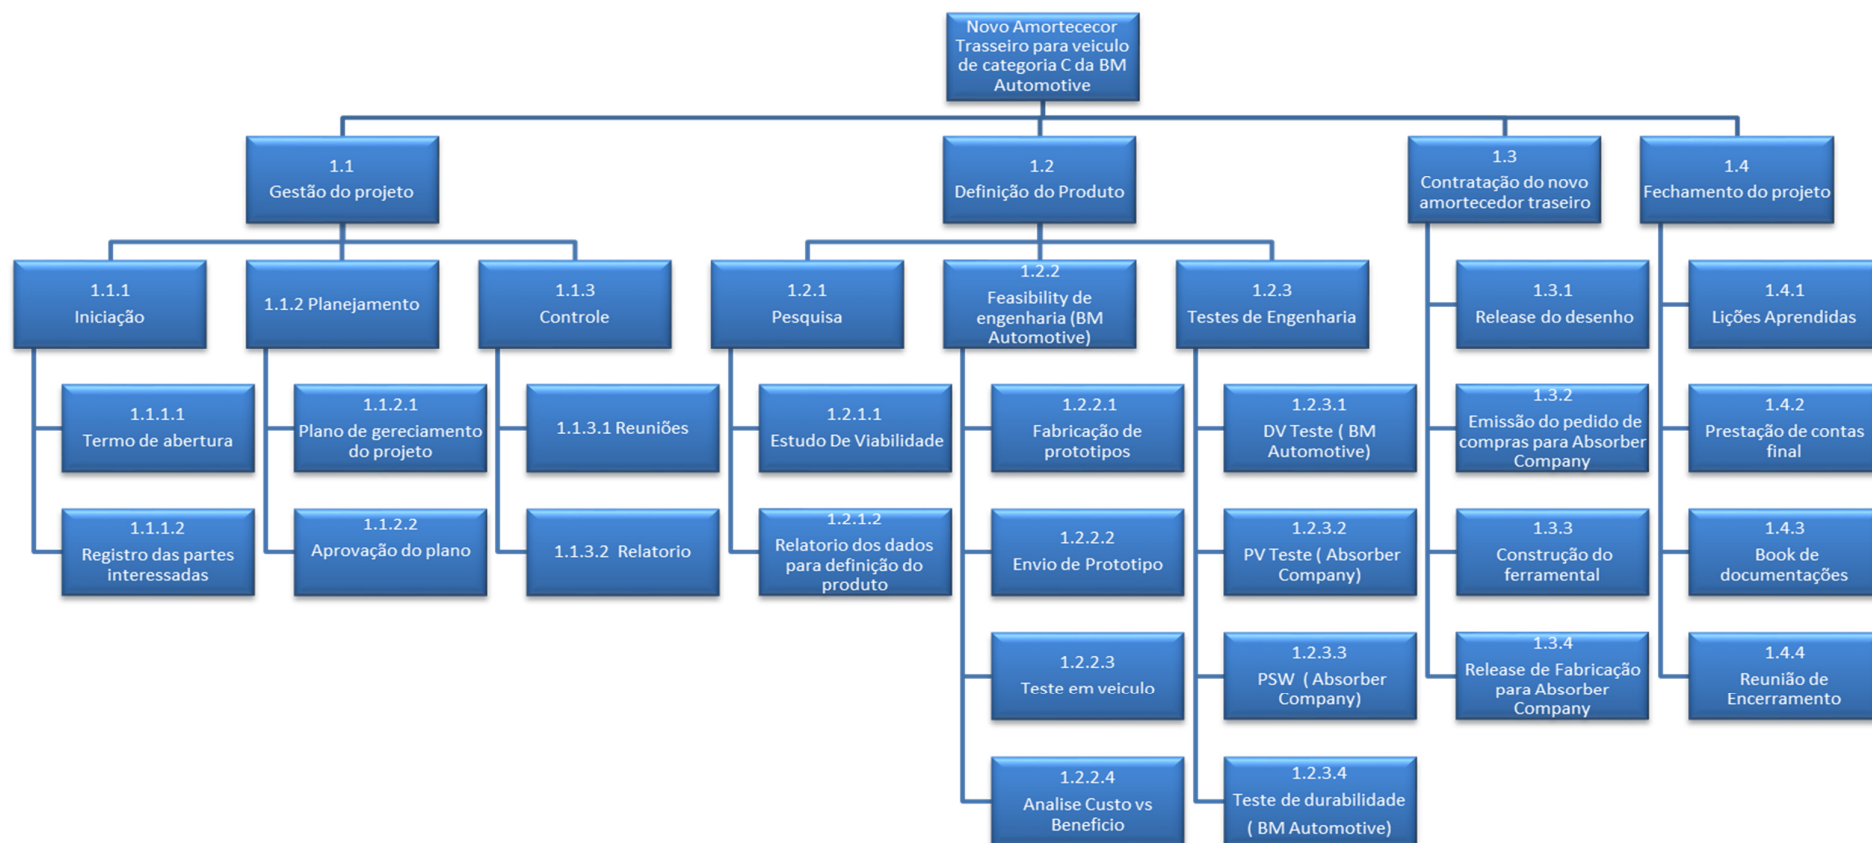 Novo Amortececor
Trasseiro para veiculo
de categoria C da BM
Automotive
1.1
Gestão do projeto
1.2
Definição do Produto
1.3
Contratação do novo
amortecedor traseiro
1.4
Fechamento do projeto
1.1.1
Iniciação
1.1.2 Planejamento
1.1.3
Controle
1.2.1
Pesquisa
1.2.2
Feasibility de
engenharia (BM
Automotive)
1.2.3
Testes de Engenharia
1.3.1
Release do desenho
1.4.1
Lições Aprendidas
1.1.1.1
Termo de abertura
1.1.2.1
Plano de gereciamento
do projeto
1.1.3.1 Reuniões
1.2.1.1
Estudo De Viabilidade
1.2.2.1
Fabricação de
prototipos
1.2.3.1
DV Teste ( BM
Automotive)
1.3.2
Emissão do pedido de
compras para Absorber
Company
1.4.2
Prestação de contas
final
1.1.1.2
Registro das partes
interessadas
1.1.2.2
Aprovação do plano
1.1.3.2 Relatorio
1.2.1.2
Relatorio dos dados
para definição do
produto
1.2.2.2
Envio de Prototipo
1.2.3.2
PV Teste ( Absorber
Company)
1.3.3
Construção do
ferramental
1.4.3
Book de
documentações
1.2.2.3
Teste em veiculo
1.2.3.3
PSW ( Absorber
Company)
1.3.4
Release de Fabricação
para Absorber
Company
1.4.4
Reunião de
Encerramento
1.2.2.4
Analise Custo vs
Beneficio
1.2.3.4
Teste de durabilidade
( BM Automotive)